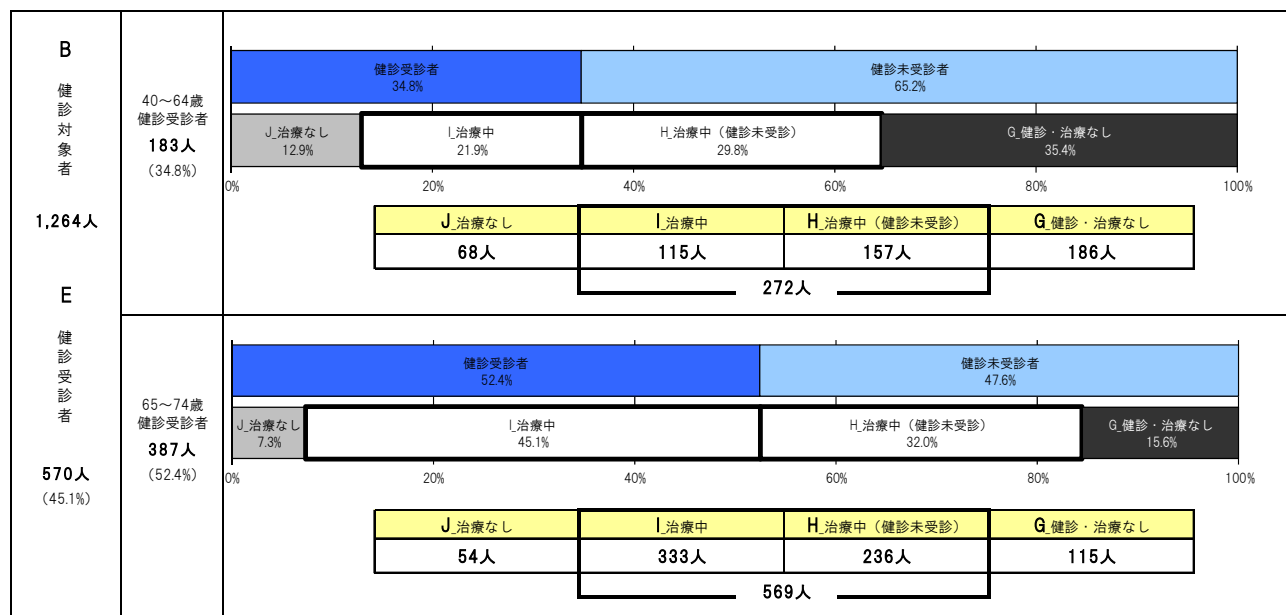 B
健診対象者
1,264人
E
健診受診者
570人
(45.1%)
40～64歳
健診受診者
183人
(34.8%)
健診受診者
34.8%
健診未受診者
65.2%
J_治療なし
12.9%
I_治療中
21.9%
H_治療中（健診未受診）
29.8%
G_健診・治療なし
35.4%
0% 20% 40% 60% 80% 100%
J_治療なし I_治療中 H_治療中（健診未受診） G_健診・治療なし
68人 115人 157人 186人
272人
65～74歳
健診受診者
387人
(52.4%)
健診受診者
52.4%
健診未受診者
47.6%
J_治療なし
7.3%
I_治療中
45.1%
H_治療中（健診未受診）
32.0%
G_健診・治療なし
15.6%
0% 20% 40% 60% 80% 100%
J_治療なし I_治療中 H_治療中（健診未受診） G_健診・治療なし
54人 333人 236人 115人
569人